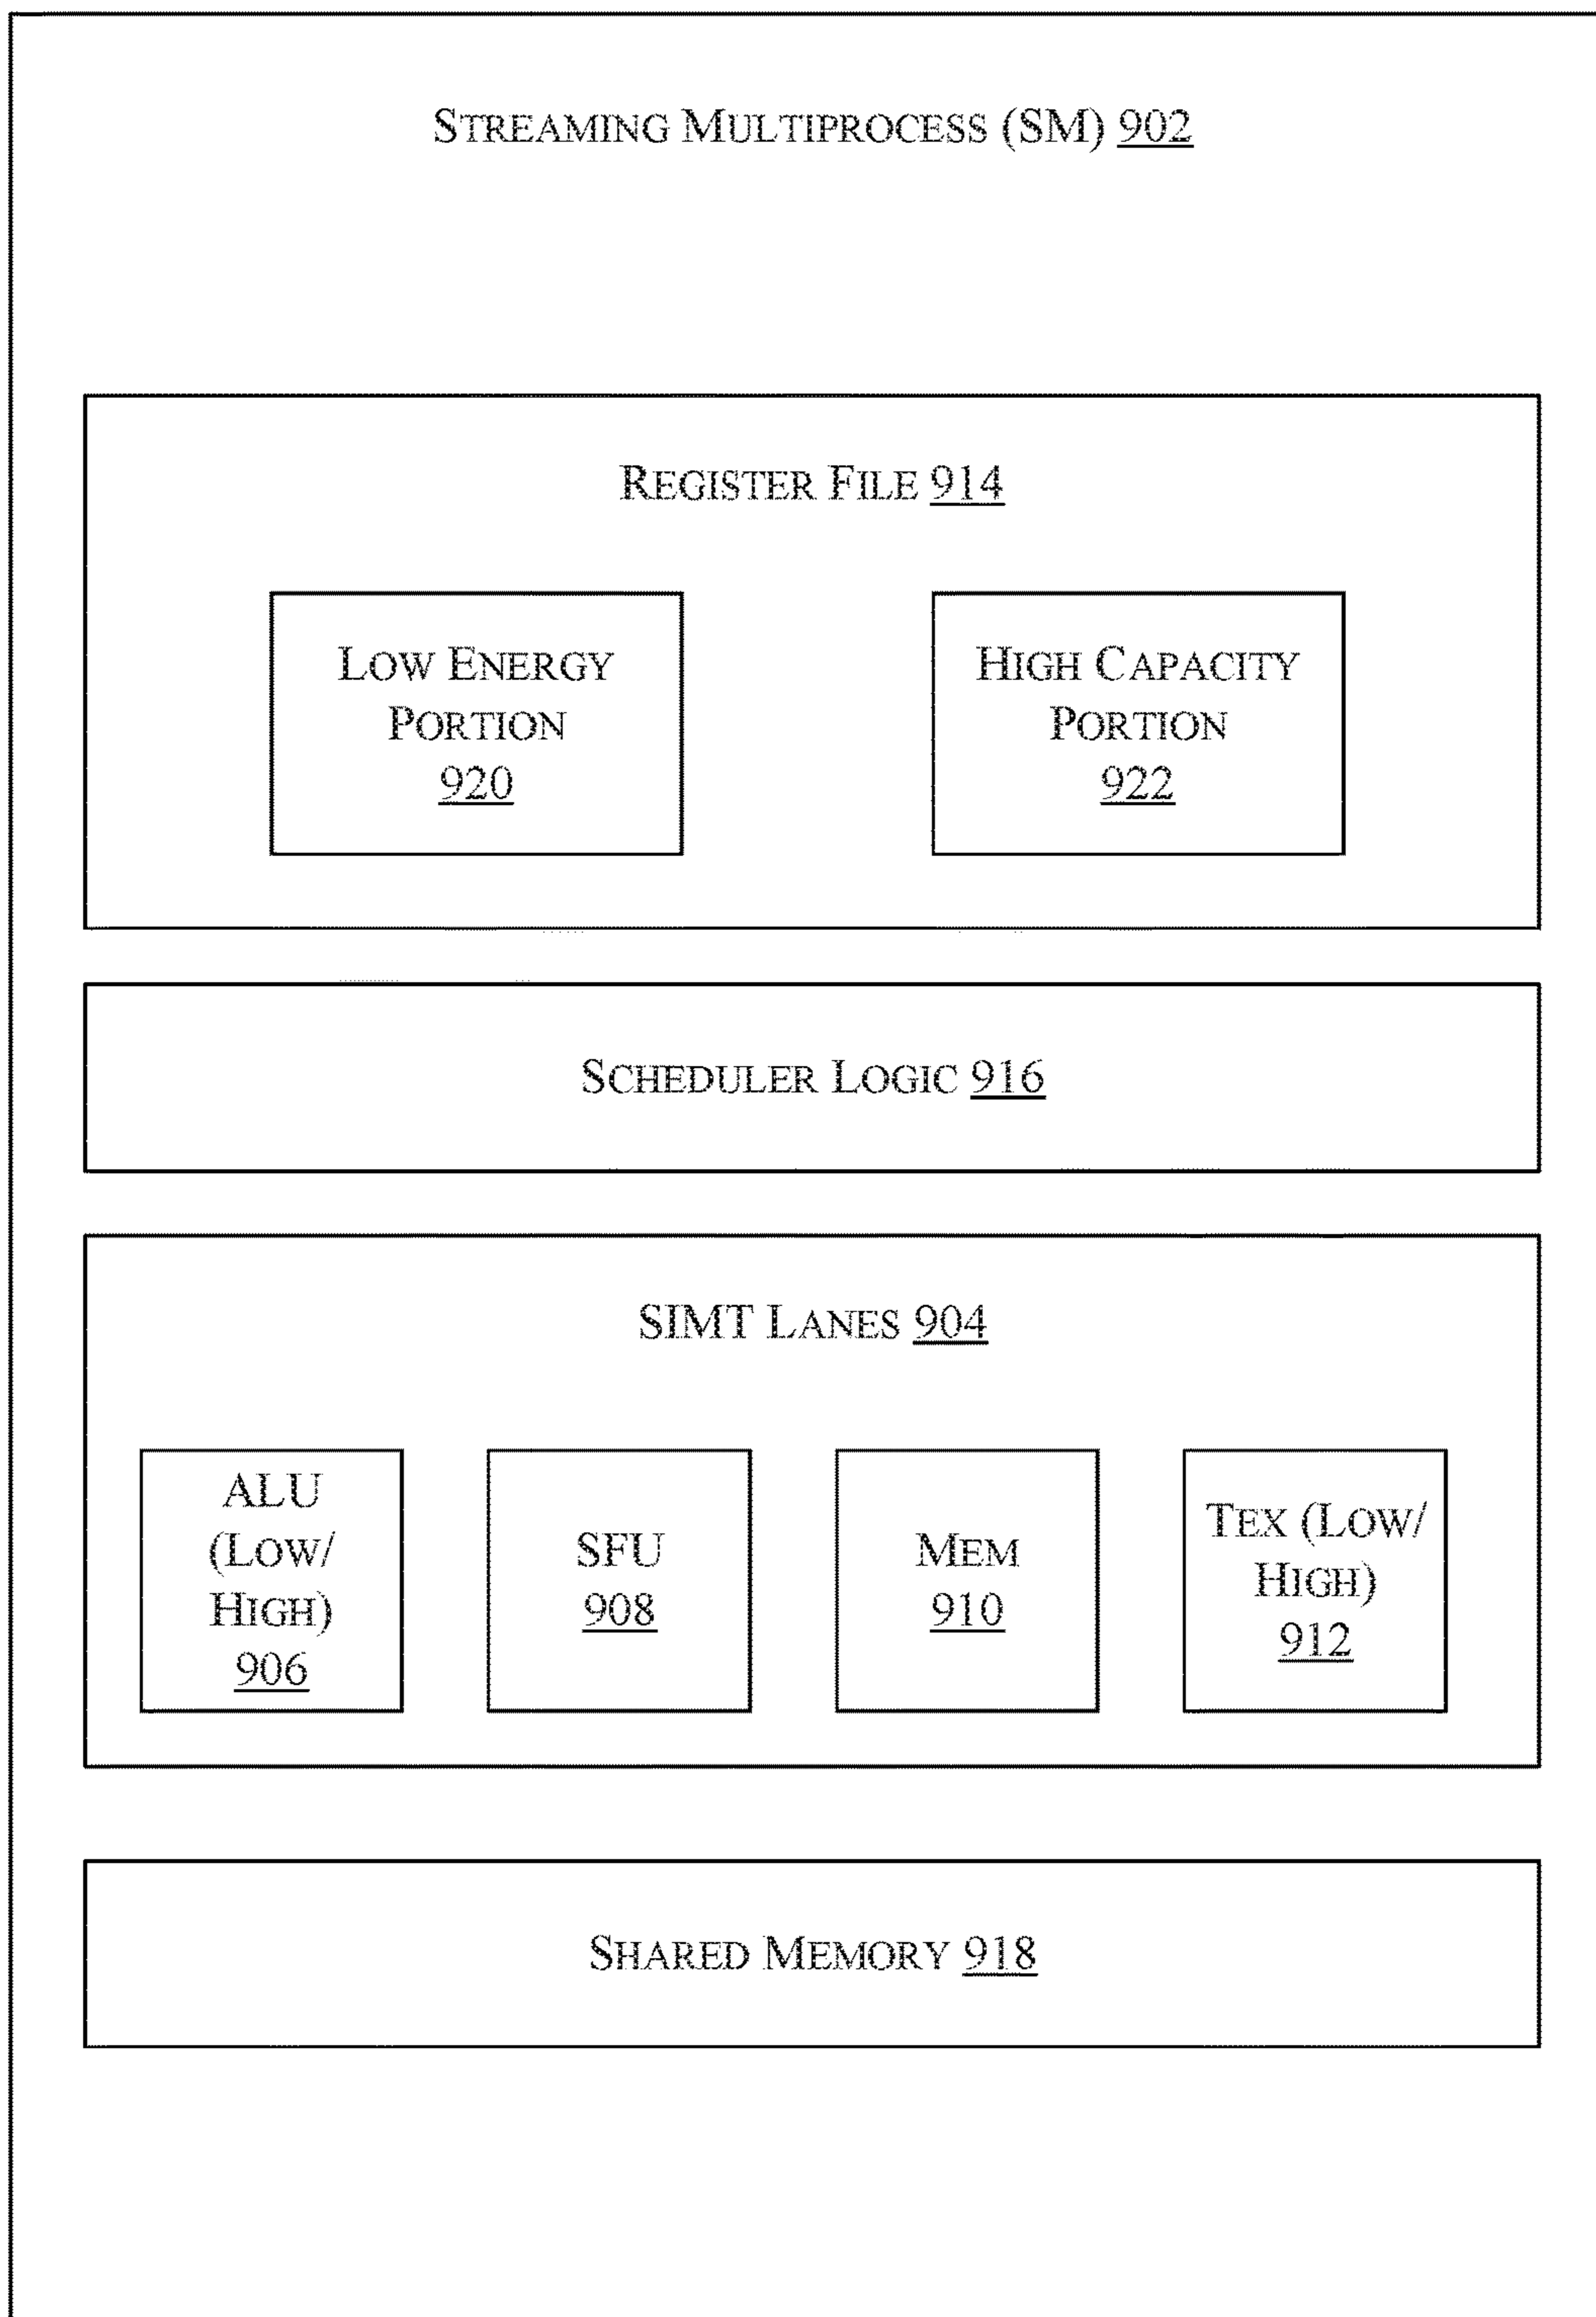 STREAMING MULTIPROCESS (SM) 902
REGISTER FILE 914
LOW ENERGY
PORTION
920
HIGH CAPACITY
PORTION
922
SCHEDULER LOGIC 916
SIMT LANES 904
ALU
(LOW/
HIGH)
906
SFU
908
MEM
910
TEX (LOW/
HIGH)
912
SHARED MEMORY 918